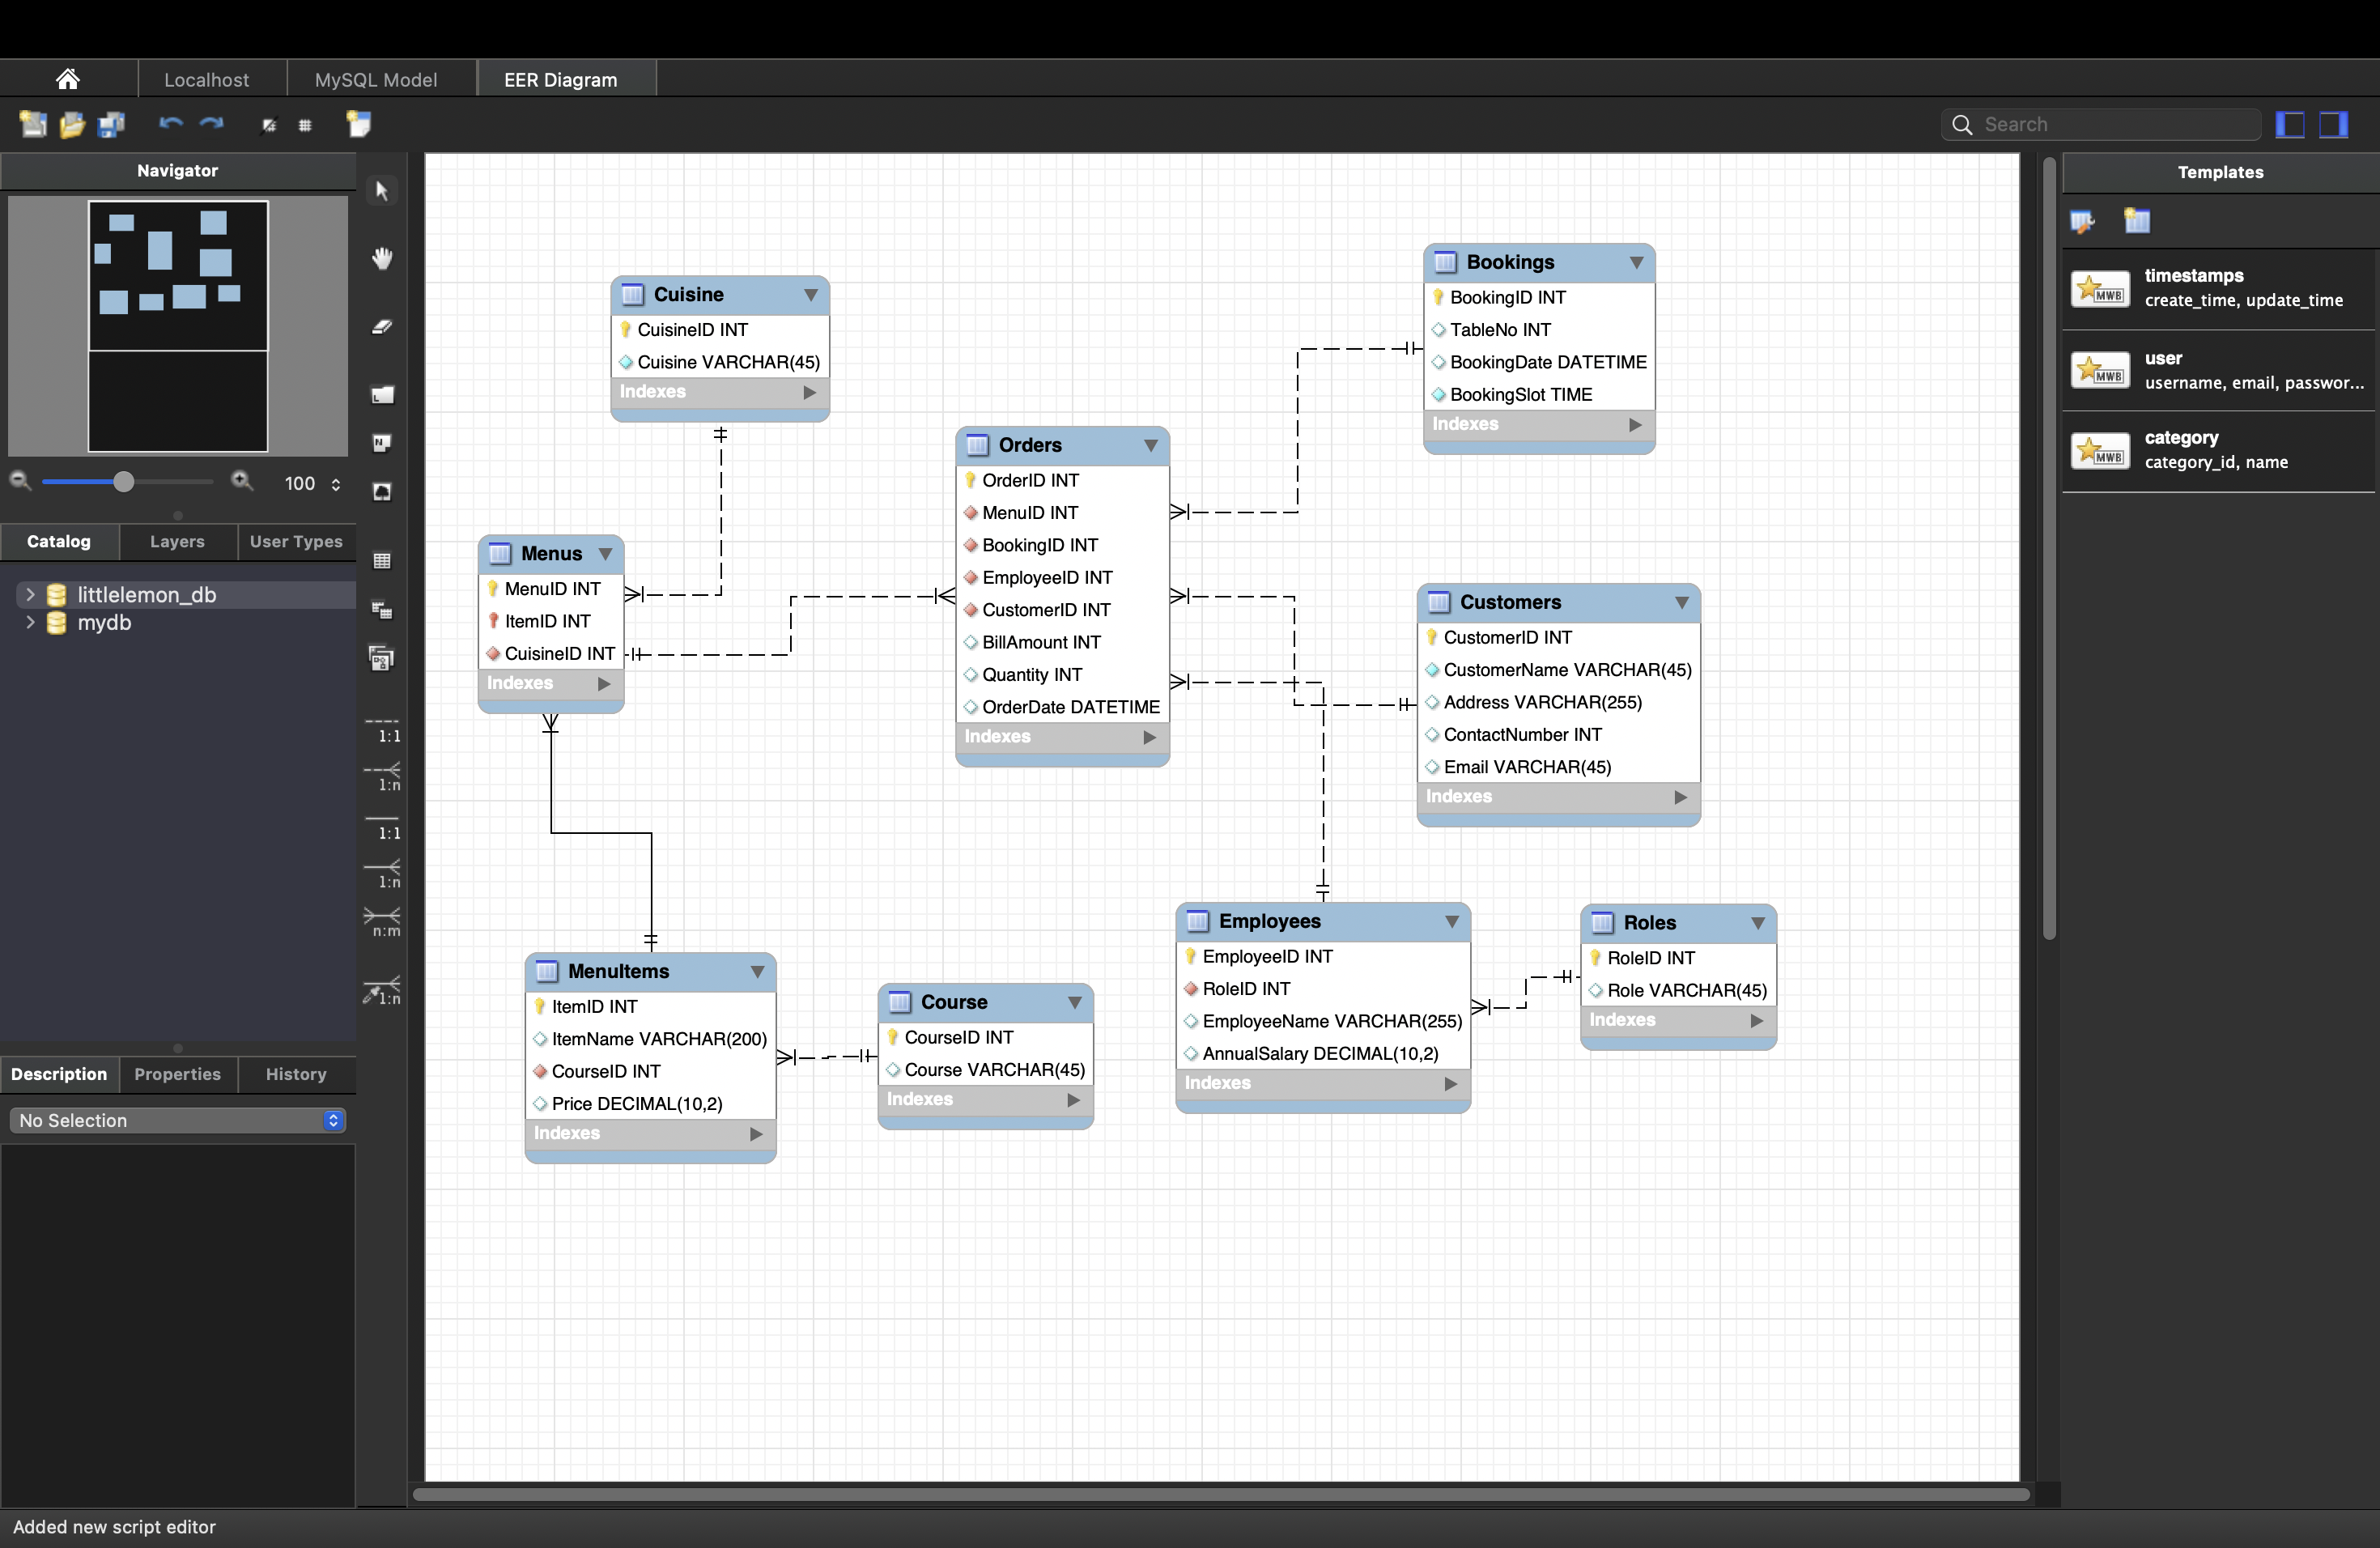 Localhost
MySQL Model
EER Diagram
Search
Navigator
100
Catalog
Layers
User Types
littlelemon_db
mydb
Description
Properties
History
No Selection
L
N
1:1
1:n
1:1
1:n
n:m
1:n
Cuisine
CuisineID INT
Cuisine VARCHAR(45)
Indexes
Menus
MenuID INT
ItemID INT
CuisineID INT
Indexes
Orders
OrderID INT
MenuID INT
BookingID INT
EmployeeID INT
CustomerID INT
BillAmount INT
Quantity INT
OrderDate DATETIME
Indexes
Bookings
BookingID INT
TableNo INT
BookingDate DATETIME
BookingSlot TIME
Indexes
Customers
CustomerID INT
CustomerName VARCHAR(45)
Address VARCHAR(255)
ContactNumber INT
Email VARCHAR(45)
Indexes
MenuItems
ItemID INT
ItemName VARCHAR(200)
CourseID INT
Price DECIMAL(10,2)
Indexes
Course
CourseID INT
Course VARCHAR(45)
Indexes
Employees
EmployeeID INT
RoleID INT
EmployeeName VARCHAR(255)
AnnualSalary DECIMAL(10,2)
Indexes
Roles
RoleID INT
Role VARCHAR(45)
Indexes
Templates
MWB
timestamps
create_time, update_time
MWB
user
username, email, passwor...
MWB
category
category_id, name
Added new script editor